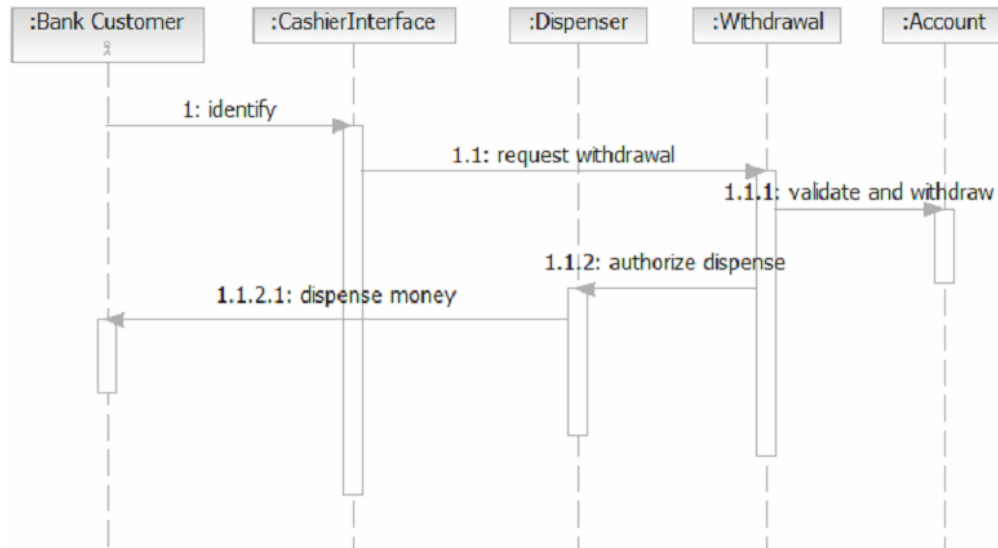 :Bank Customer
:CashierInterface
:Dispenser
:Withdrawal
:Account
1: identify
1.1: request withdrawal
1.1.1: validate and withdraw
1.1.2: authorize dispense
1.1.2.1: dispense money